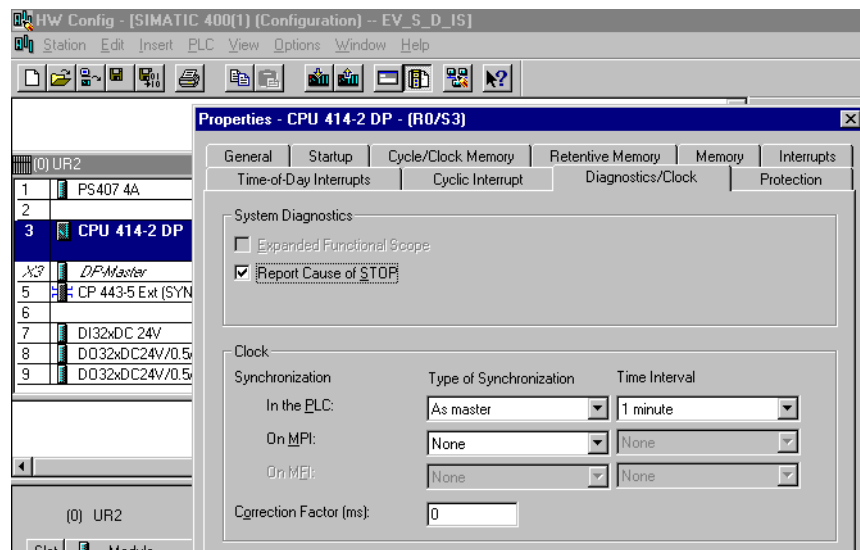 HW Config - [SIMATIC 400(1) (Configuration) -- EV_S_D_IS]
Station Edit Insert PLC View Options Window Help
Properties - CPU 414-2 DP - (R0/S3)
General Startup Cycle/Clock Memory Retentive Memory Memory Interrupts
Time-of-Day Interrupts Cyclic Interrupt Diagnostics/Clock Protection
(0) UR2
1 PS407 4A
2
3 CPU 414-2 DP
X3 DP-Master
5 CP 443-5 Ext (SYN
6
7 DI32xDC 24V
8 DO32xDC24V/0.5
9 DO32xDC24V/0.5
System Diagnostics
Expanded Functional Scope
Report Cause of STOP
Clock
Synchronization Type of Synchronization Time Interval
In the PLC: As master 1 minute
On MPI: None None
On MFI: None None
Correction Factor (ms): 0
(0) UR2
Slot Module